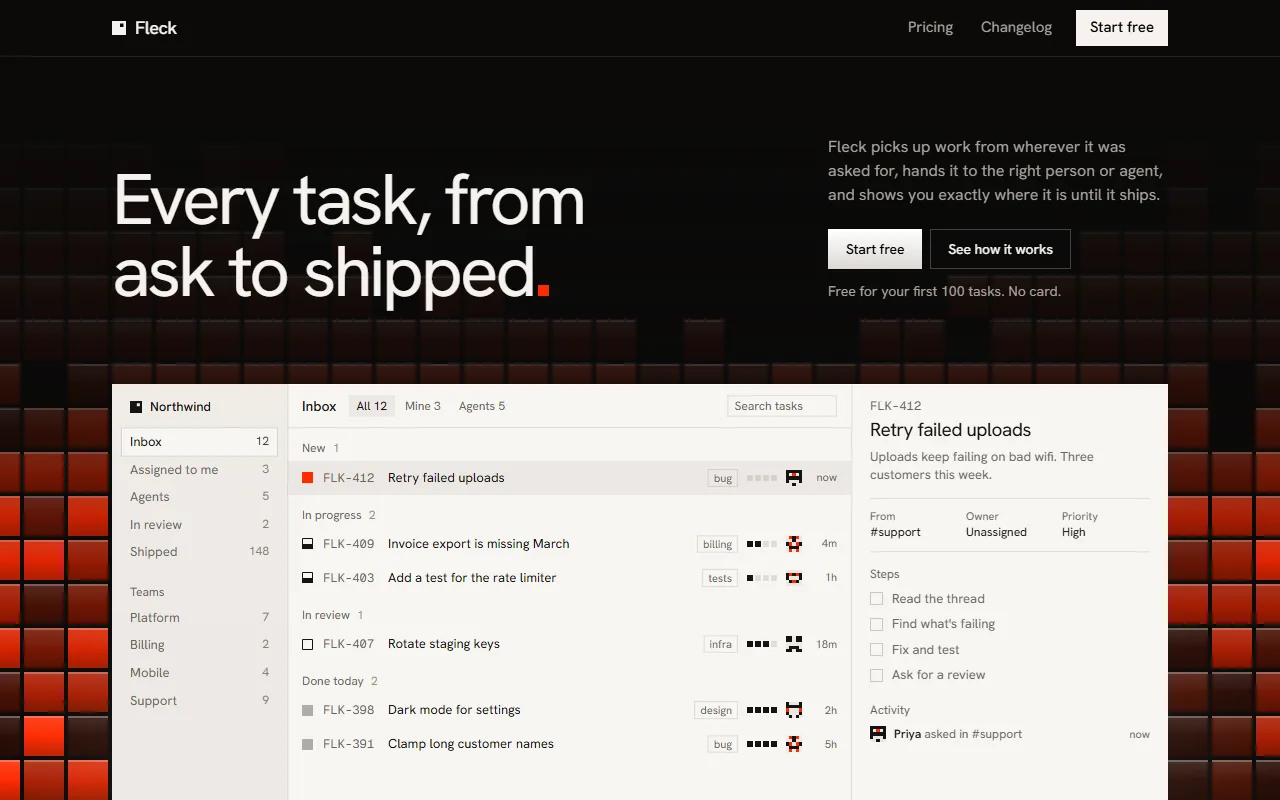 Fleck
Pricing Changelog Start free
Every task, from
ask to shipped.
Fleck picks up work from wherever it was
asked for, hands it to the right person or agent,
and shows you exactly where it is until it ships.
Start free See how it works
Free for your first 100 tasks. No card.
Northwind
Inbox 12
Assigned to me 3
Agents 5
In review 2
Shipped 148
Teams
Platform 7
Billing 2
Mobile 4
Support 9
Inbox All 12 Mine 3 Agents 5 Search tasks
New 1
FLK-412 Retry failed uploads bug now
In progress 2
FLK-409 Invoice export is missing March billing 4m
FLK-403 Add a test for the rate limiter tests 1h
In review 1
FLK-407 Rotate staging keys infra 18m
Done today 2
FLK-398 Dark mode for settings design 2h
FLK-391 Clamp long customer names bug 5h
FLK-412
Retry failed uploads
Uploads keep failing on bad wifi. Three
customers this week.
From Owner Priority
#support Unassigned High
Steps
Read the thread
Find what's failing
Fix and test
Ask for a review
Activity
Priya asked in #support now